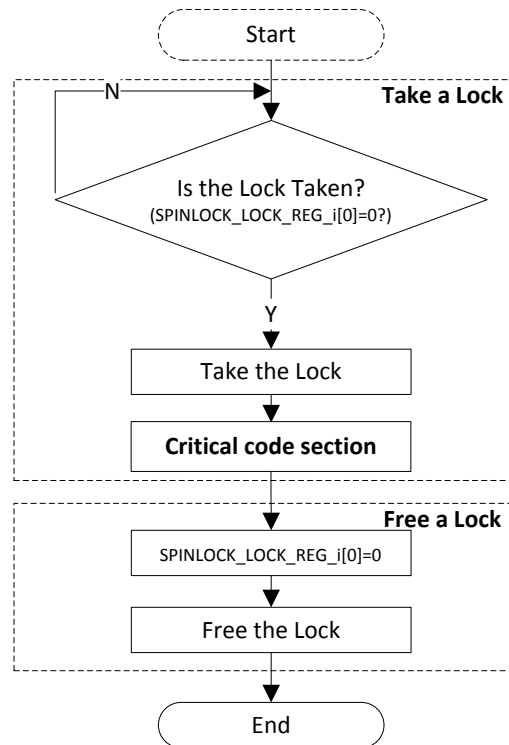 Start
N
Take a Lock
Is the Lock Taken?
(SPINLOCK_LOCK_REG_i[0]=0?)
Y
Take the Lock
Critical code section
Free a Lock
SPINLOCK_LOCK_REG_i[0]=0
Free the Lock
End